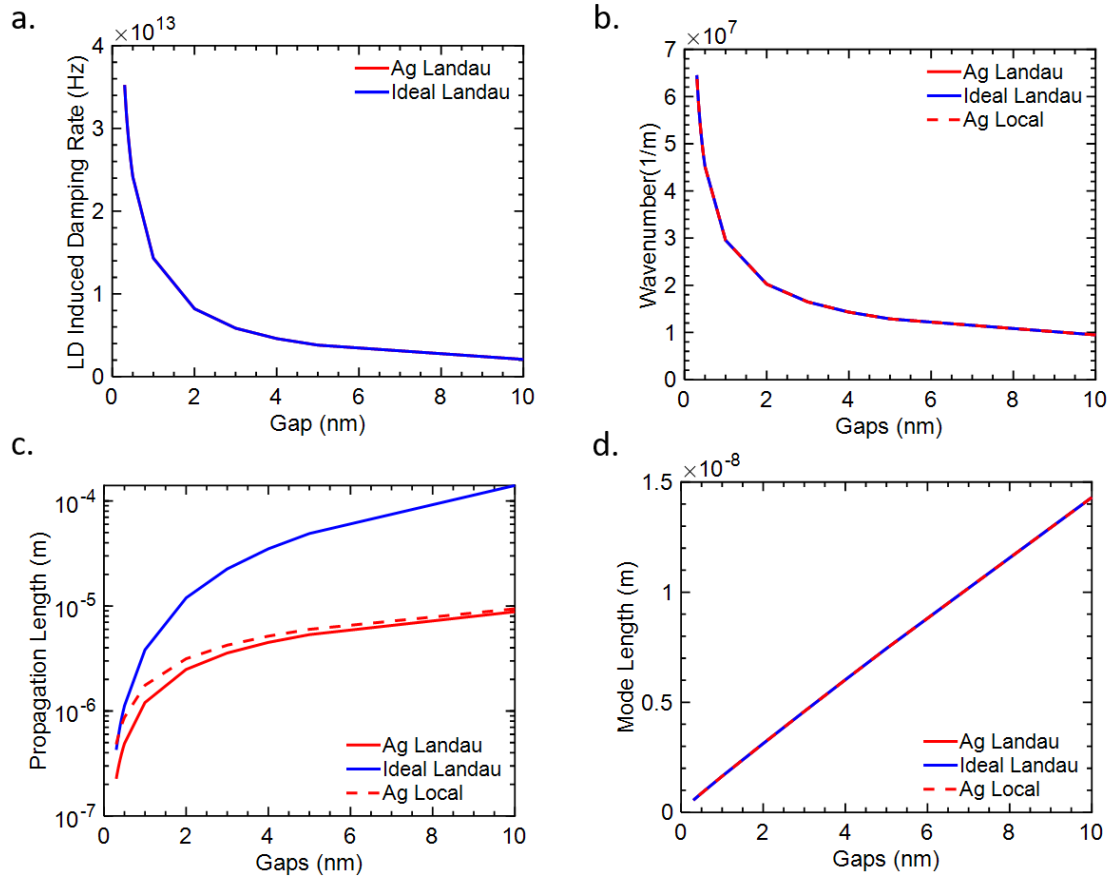 a.
×10^13
4
3
2
1
0
LD Induced Damping Rate (Hz)
Ag Landau
Ideal Landau
0 2 4 6 8 10
Gap (nm)
b.
×10^7
7
6
5
4
3
2
1
0
Wavenumber(1/m)
Ag Landau
Ideal Landau
Ag Local
0 2 4 6 8 10
Gaps (nm)
c.
10^-4
10^-5
10^-6
10^-7
Propagation Length (m)
Ag Landau
Ideal Landau
Ag Local
0 2 4 6 8 10
Gaps (nm)
d.
×10^-8
1.5
1
0.5
0
Mode Length (m)
Ag Landau
Ideal Landau
Ag Local
0 2 4 6 8 10
Gaps (nm)